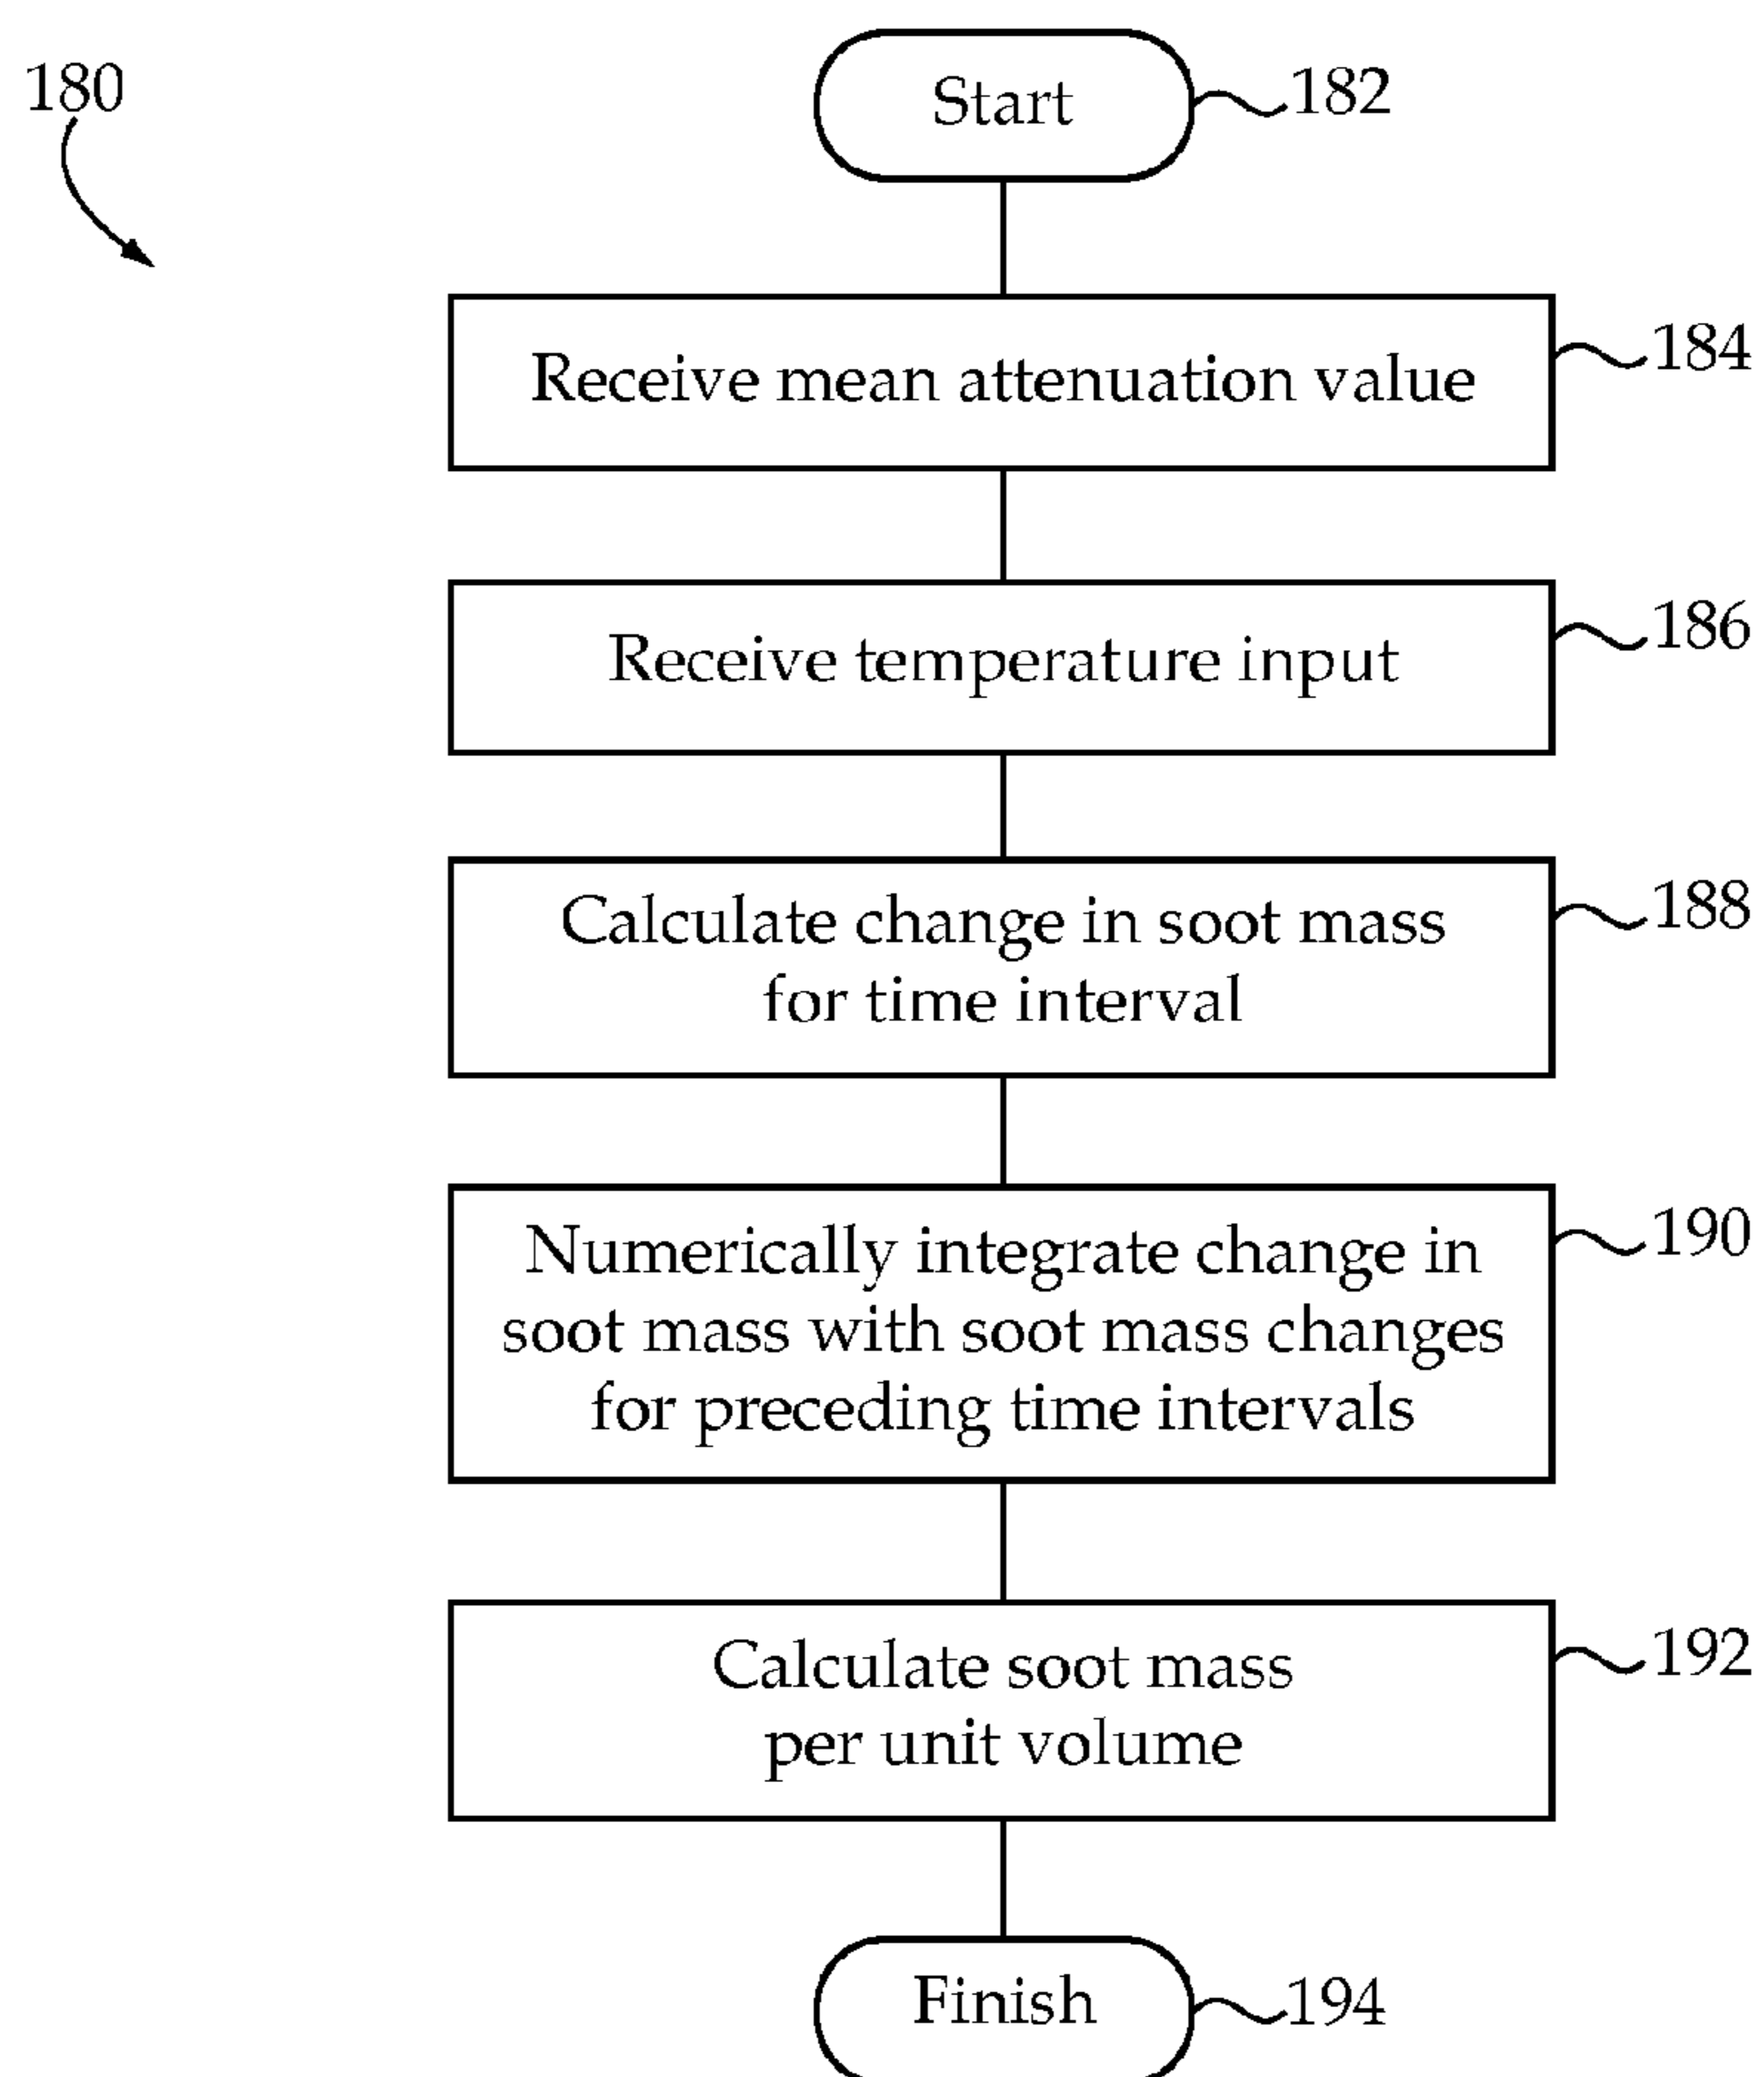 180
Start
182
Receive mean attenuation value
184
Receive temperature input
186
Calculate change in soot mass
for time interval
188
Numerically integrate change in
soot mass with soot mass changes
for preceding time intervals
190
Calculate soot mass
per unit volume
192
Finish
194